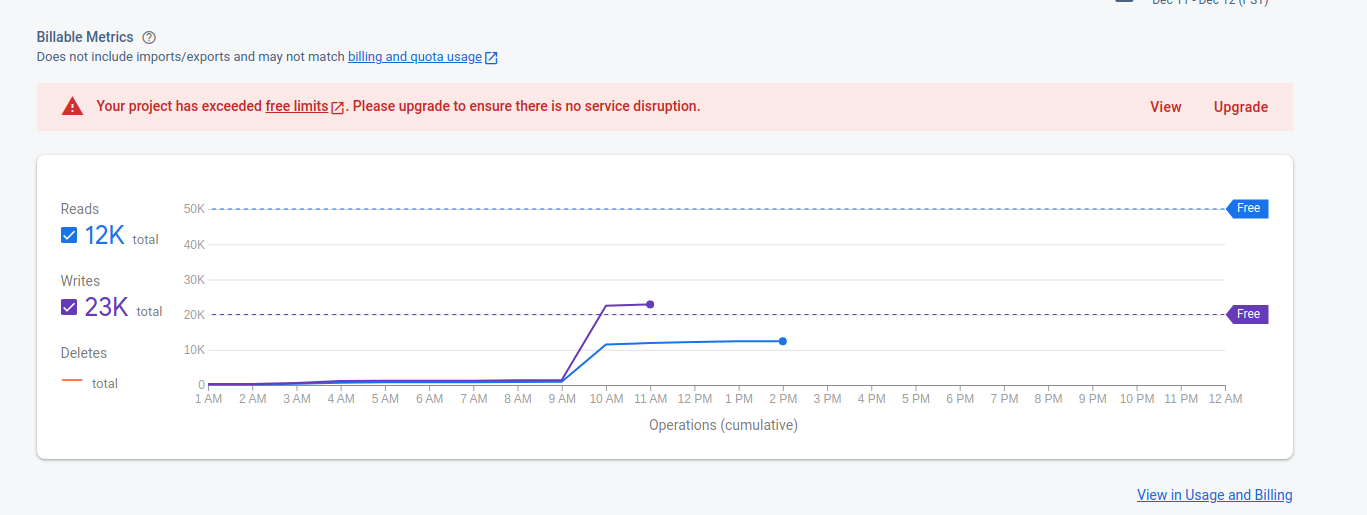 Dec 11 - Dec 12 (PST)
Billable Metrics
Does not include imports/exports and may not match billing and quota usage
Your project has exceeded free limits. Please upgrade to ensure there is no service disruption.
View
Upgrade
Reads
12K total
Writes
23K total
Deletes
total
50K
40K
30K
20K
10K
0
Free
Free
1 AM 2 AM 3 AM 4 AM 5 AM 6 AM 7 AM 8 AM 9 AM 10 AM 11 AM 12 PM 1 PM 2 PM 3 PM 4 PM 5 PM 6 PM 7 PM 8 PM 9 PM 10 PM 11 PM 12 AM
Operations (cumulative)
View in Usage and Billing